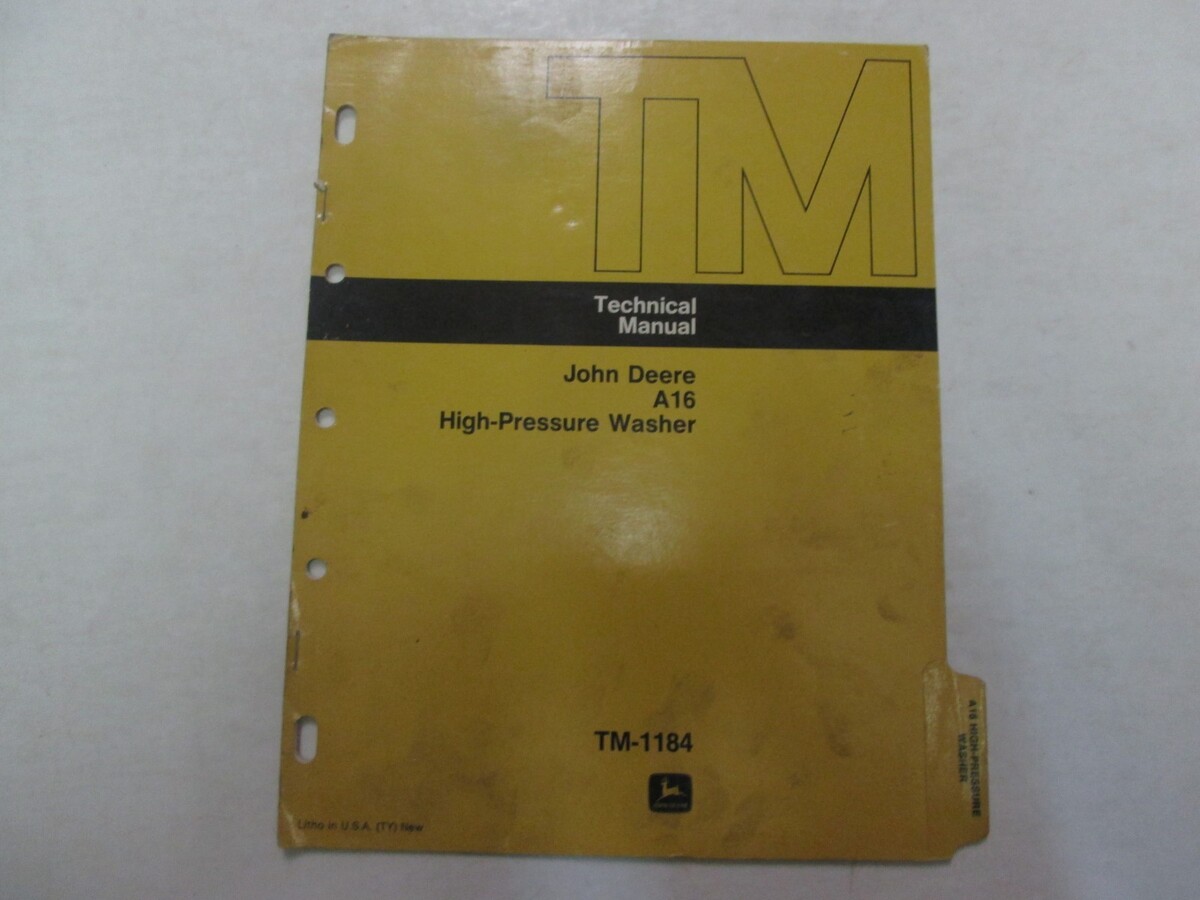 TM
Technical
Manual
John Deere
A16
High-Pressure Washer
TM-1184
A16 HIGH-PRESSURE
WASHER
Litho in U.S.A. (TY) New